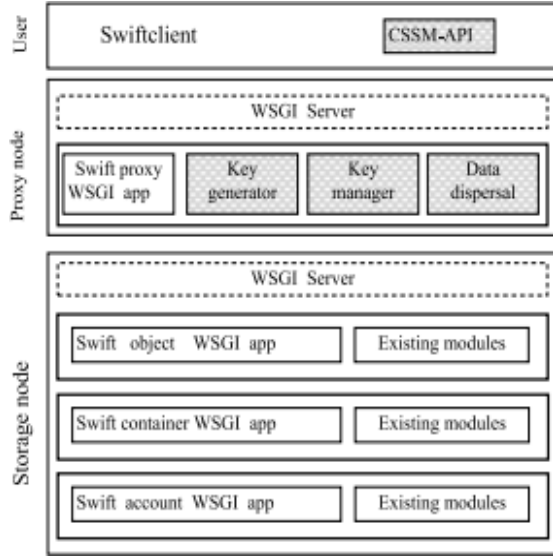 User
Swiftclient
CSSM-API
Proxy node
WSGI Server
Swift proxy
WSGI app
Key
generator
Key
manager
Data
dispersal
Storage node
WSGI Server
Swift object WSGI app
Existing modules
Swift container WSGI app
Existing modules
Swift account WSGI app
Existing modules